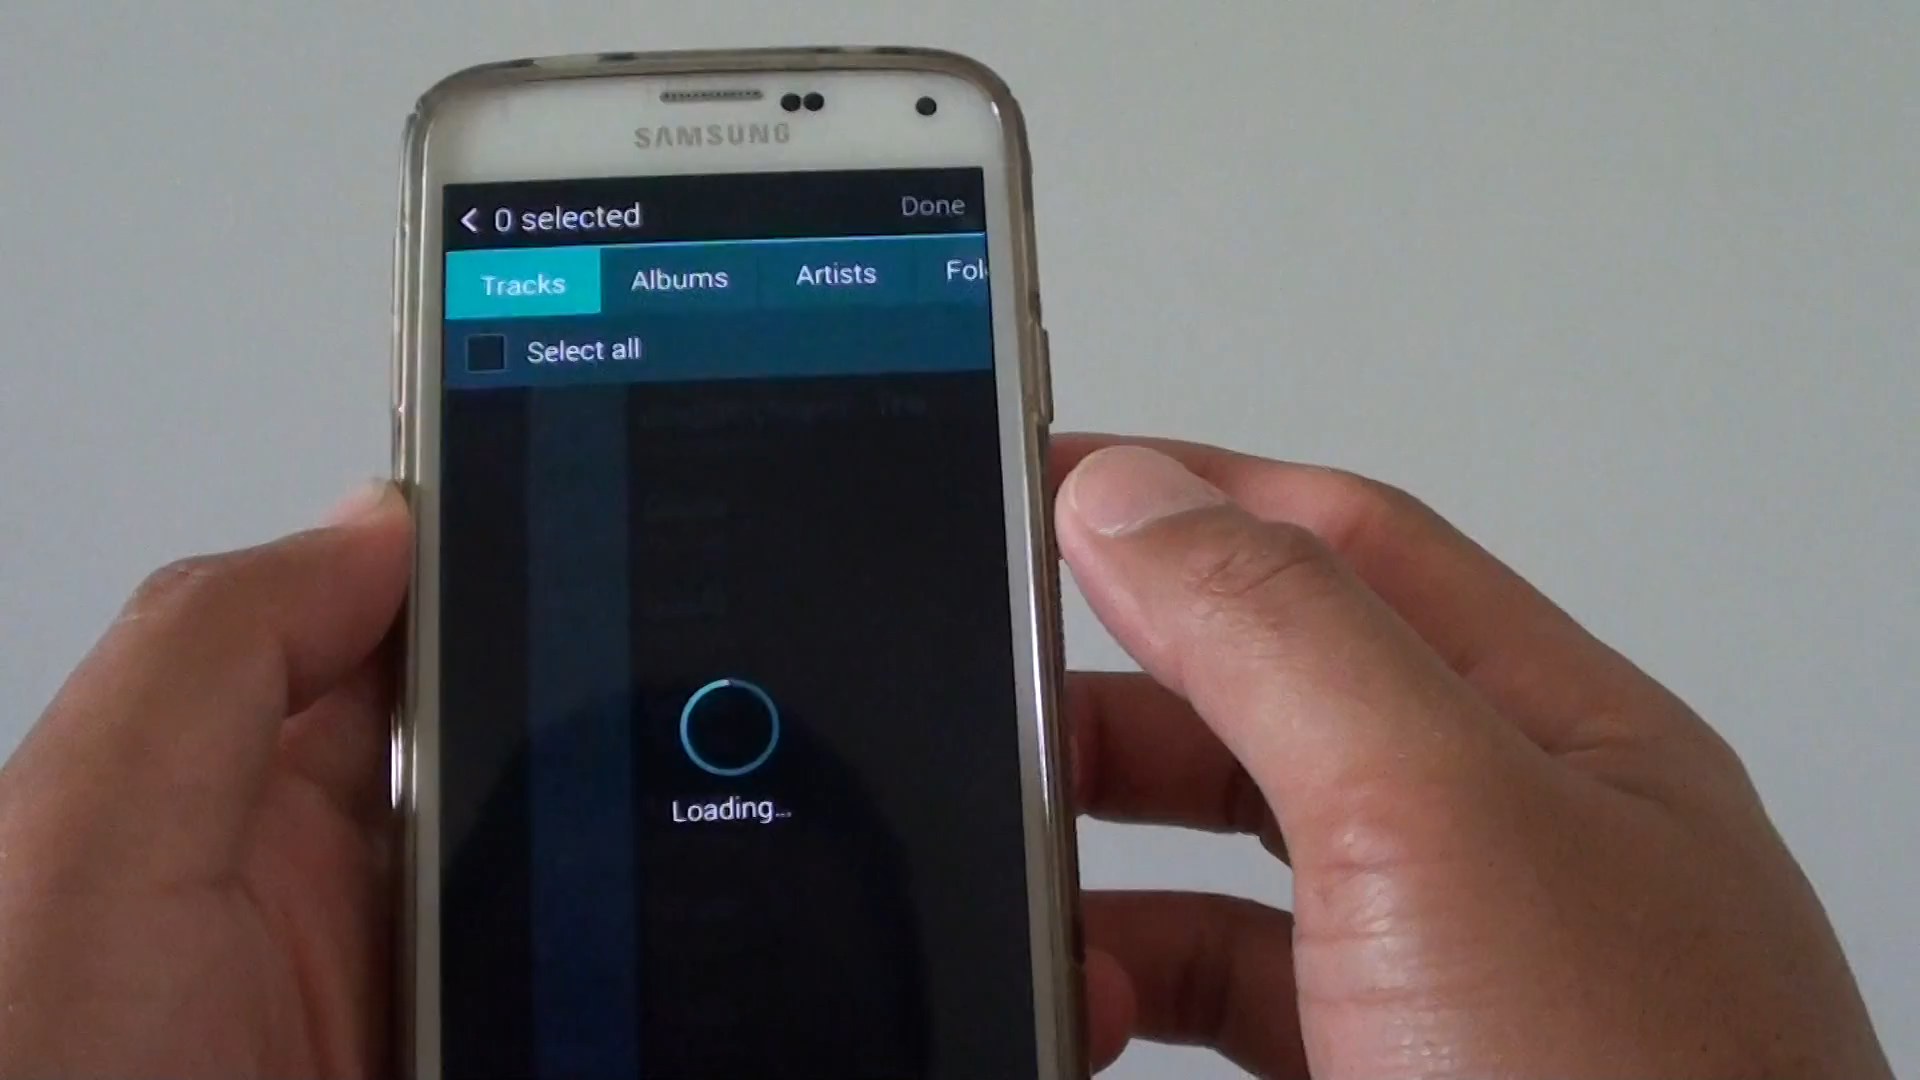 SAMSUNG
0 selected
Done
Tracks
Albums
Artists
Fol
Select all
Loading...